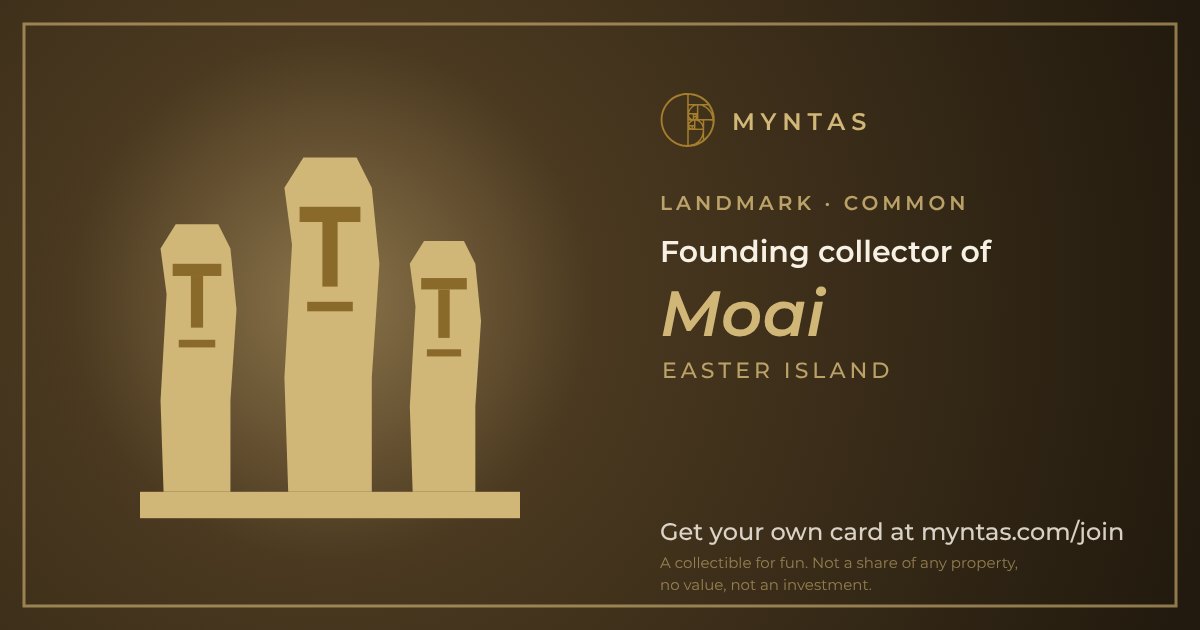 MYNTAS
LANDMARK · COMMON
Founding collector of
Moai
EASTER ISLAND
Get your own card at myntas.com/join
A collectible for fun. Not a share of any property,
no value, not an investment.